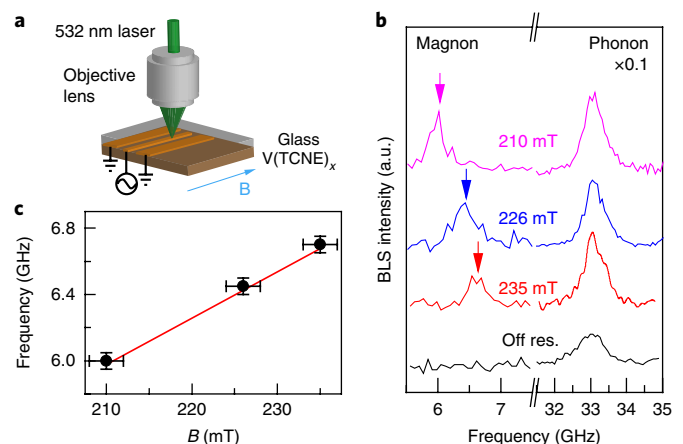 a
532 nm laser
Objective
lens
Glass
V(TCNE)ₓ
B
b
Magnon
Phonon
×0.1
210 mT
226 mT
235 mT
Off res.
BLS intensity (a.u.)
6
7
32
33
34
35
Frequency (GHz)
c
6.8
6.4
6.0
Frequency (GHz)
210
220
230
B (mT)